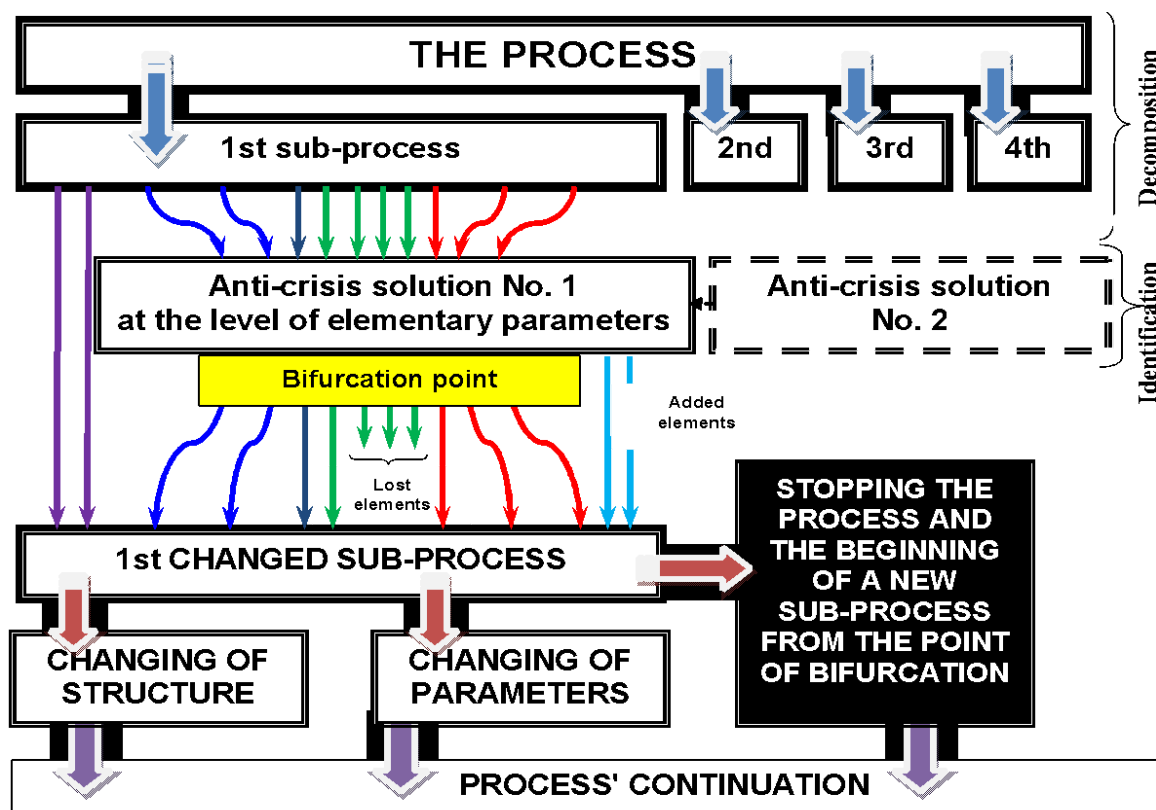 THE PROCESS
1st sub-process
2nd
3rd
4th
Decomposition
Anti-crisis solution No. 1
at the level of elementary parameters
Anti-crisis solution
No. 2
Identification
Bifurcation point
Added
elements
Lost
elements
1st CHANGED SUB-PROCESS
STOPPING THE
PROCESS AND
THE BEGINNING
OF A NEW
SUB-PROCESS
FROM THE POINT
OF BIFURCATION
CHANGING OF
STRUCTURE
CHANGING OF
PARAMETERS
PROCESS' CONTINUATION